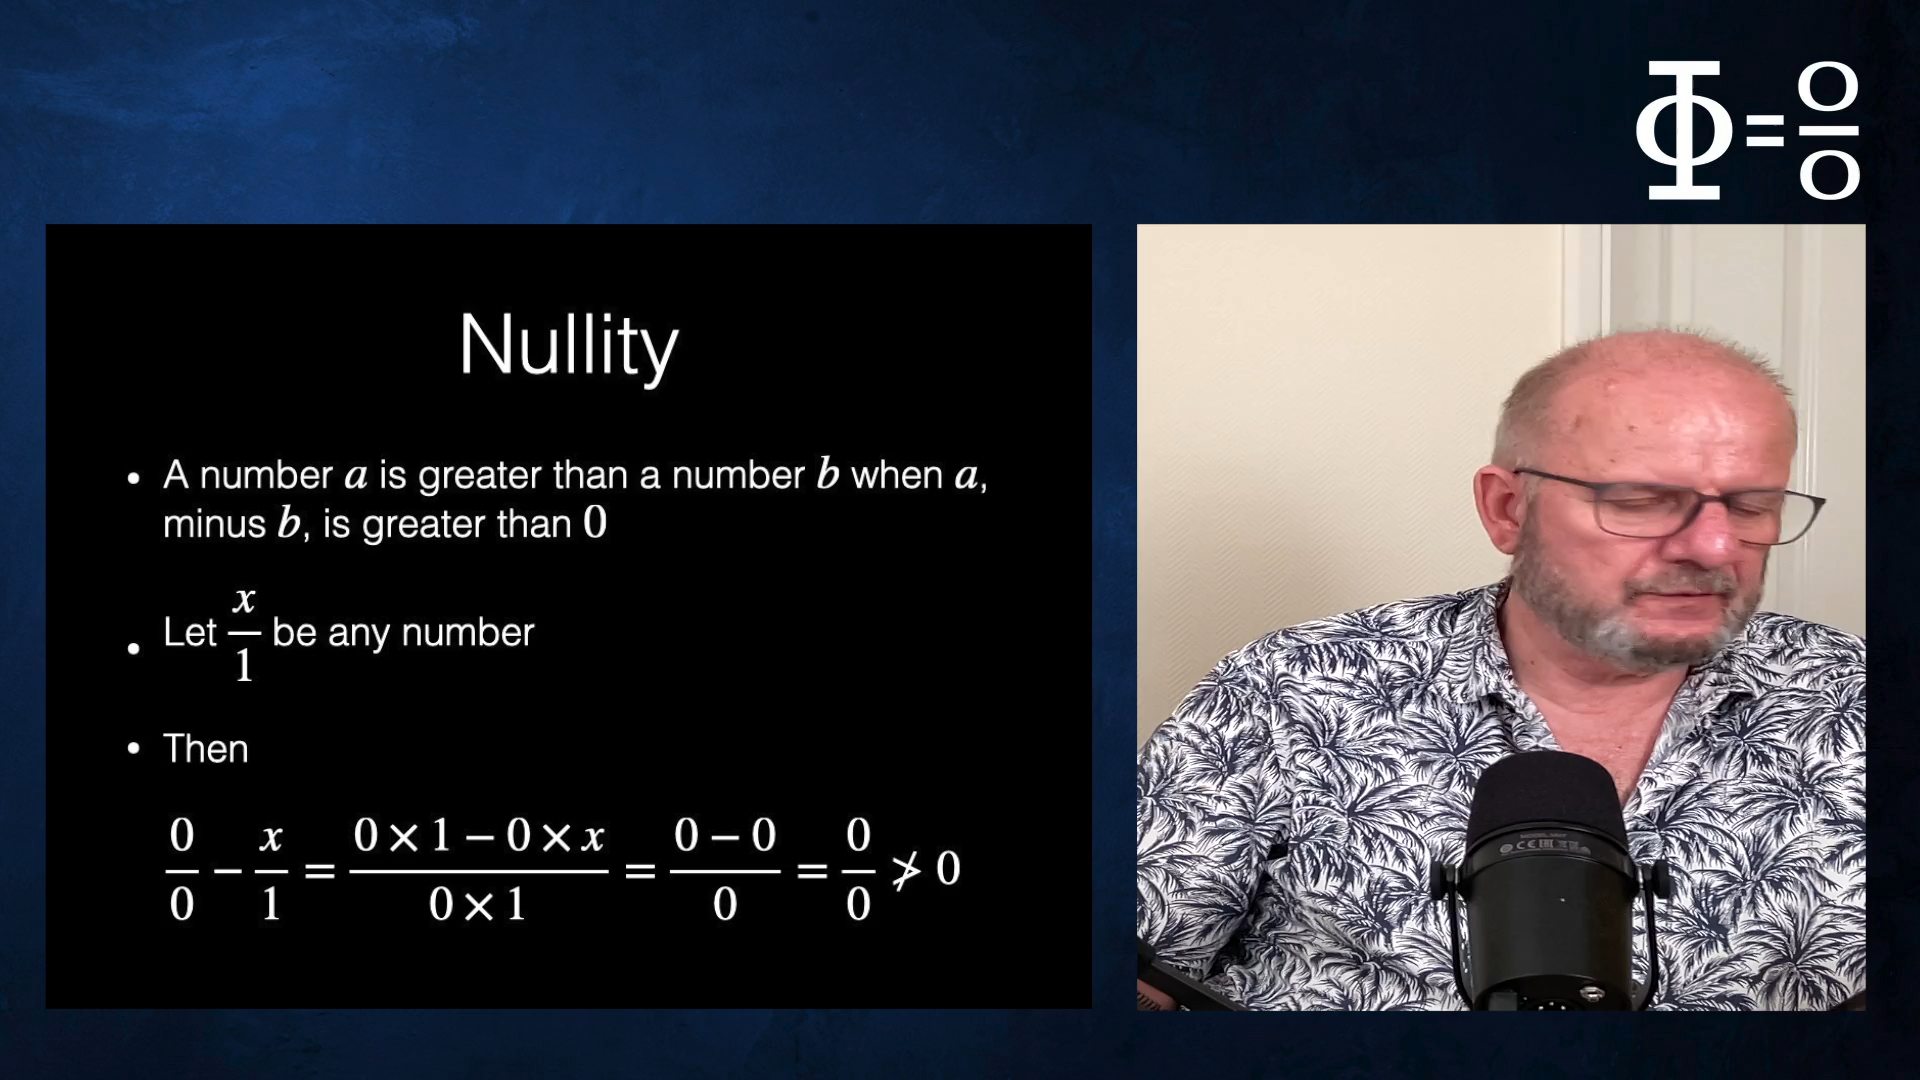 Φ = 0/0
Nullity
• A number a is greater than a number b when a,
minus b, is greater than 0
• Let x/1 be any number
• Then
0/0 − x/1 = (0 × 1 − 0 × x)/(0 × 1) = (0 − 0)/0 = 0/0 ≯ 0